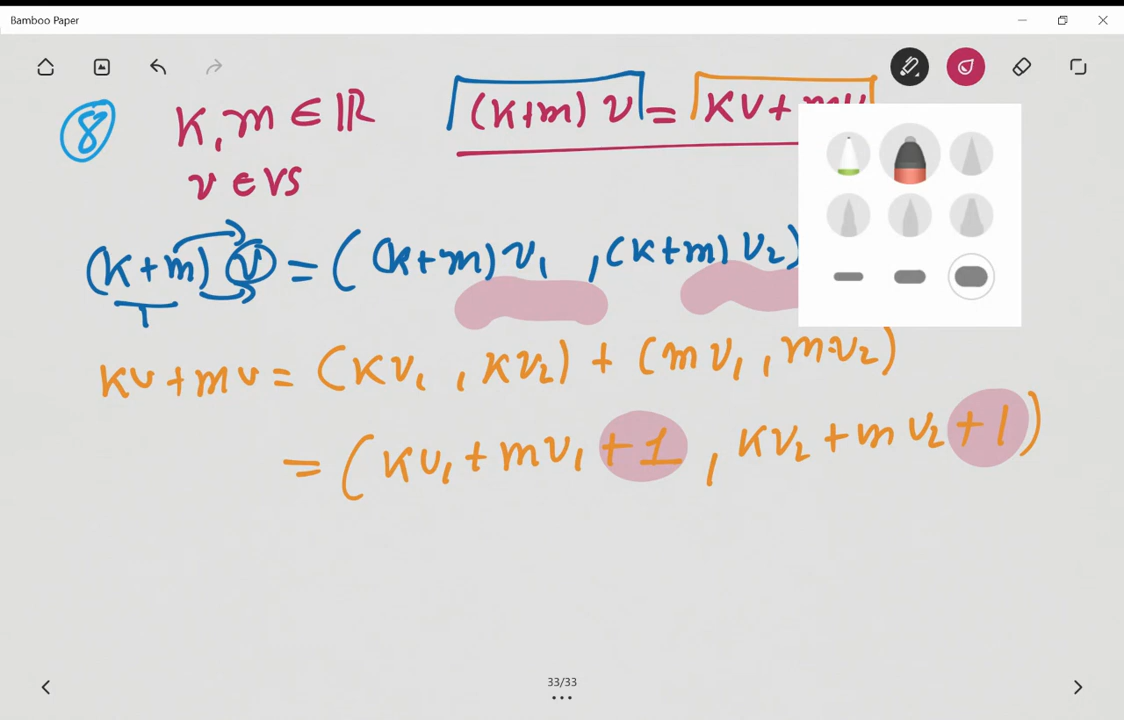 Bamboo Paper
8 K, m ∈ ℝ (K+m) v = Kv + mv
v ∈ VS
(K+m) v = ( (K+m) v₁ , (K+m) v₂)
Kv + mv = (Kv₁ , Kv₂) + (mv₁ , mv₂)
= (Kv₁ + mv₁ + 1 , Kv₂ + mv₂ + 1)
33/33